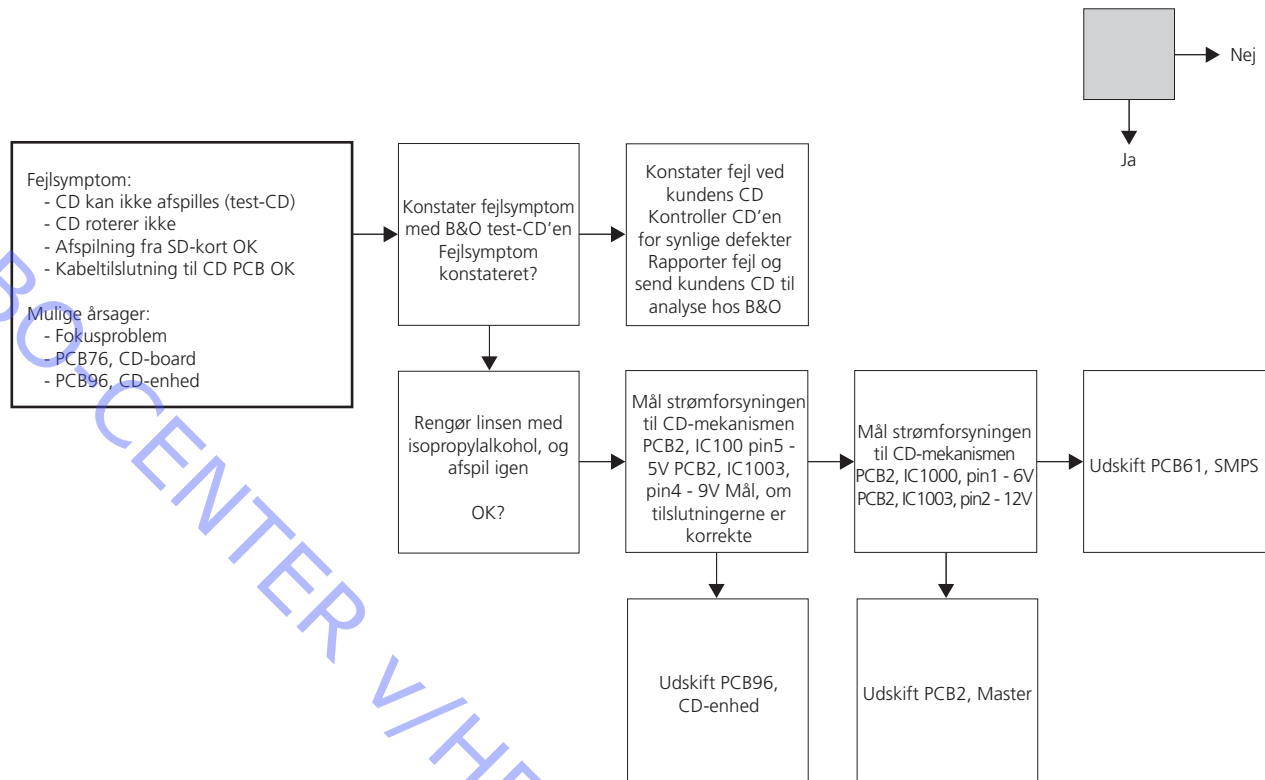 Nej
Ja
Fejlsymptom:
- CD kan ikke afspilles (test-CD)
- CD roterer ikke
- Afspilning fra SD-kort OK
- Kabeltilslutning til CD PCB OK
Mulige årsager:
- Fokusproblem
- PCB76, CD-board
- PCB96, CD-enhed
Konstater fejlsymptom
med B&O test-CD'en
Fejlsymptom
konstateret?
Konstater fejl ved
kundens CD
Kontroller CD'en
for synlige defekter
Rapporter fejl og
send kundens CD til
analyse hos B&O
Rengør linsen med
isopropylalkohol, og
afspil igen
OK?
Mål strømforsyningen
til CD-mekanismen
PCB2, IC100 pin5 -
5V PCB2, IC1003,
pin4 - 9V Mål, om
tilslutningerne er
korrekte
Mål strømforsyningen
til CD-mekanismen
PCB2, IC1000, pin1 - 6V
PCB2, IC1003, pin2 - 12V
Udskift PCB61, SMPS
Udskift PCB96,
CD-enhed
Udskift PCB2, Master
BO-CENTER v/HE